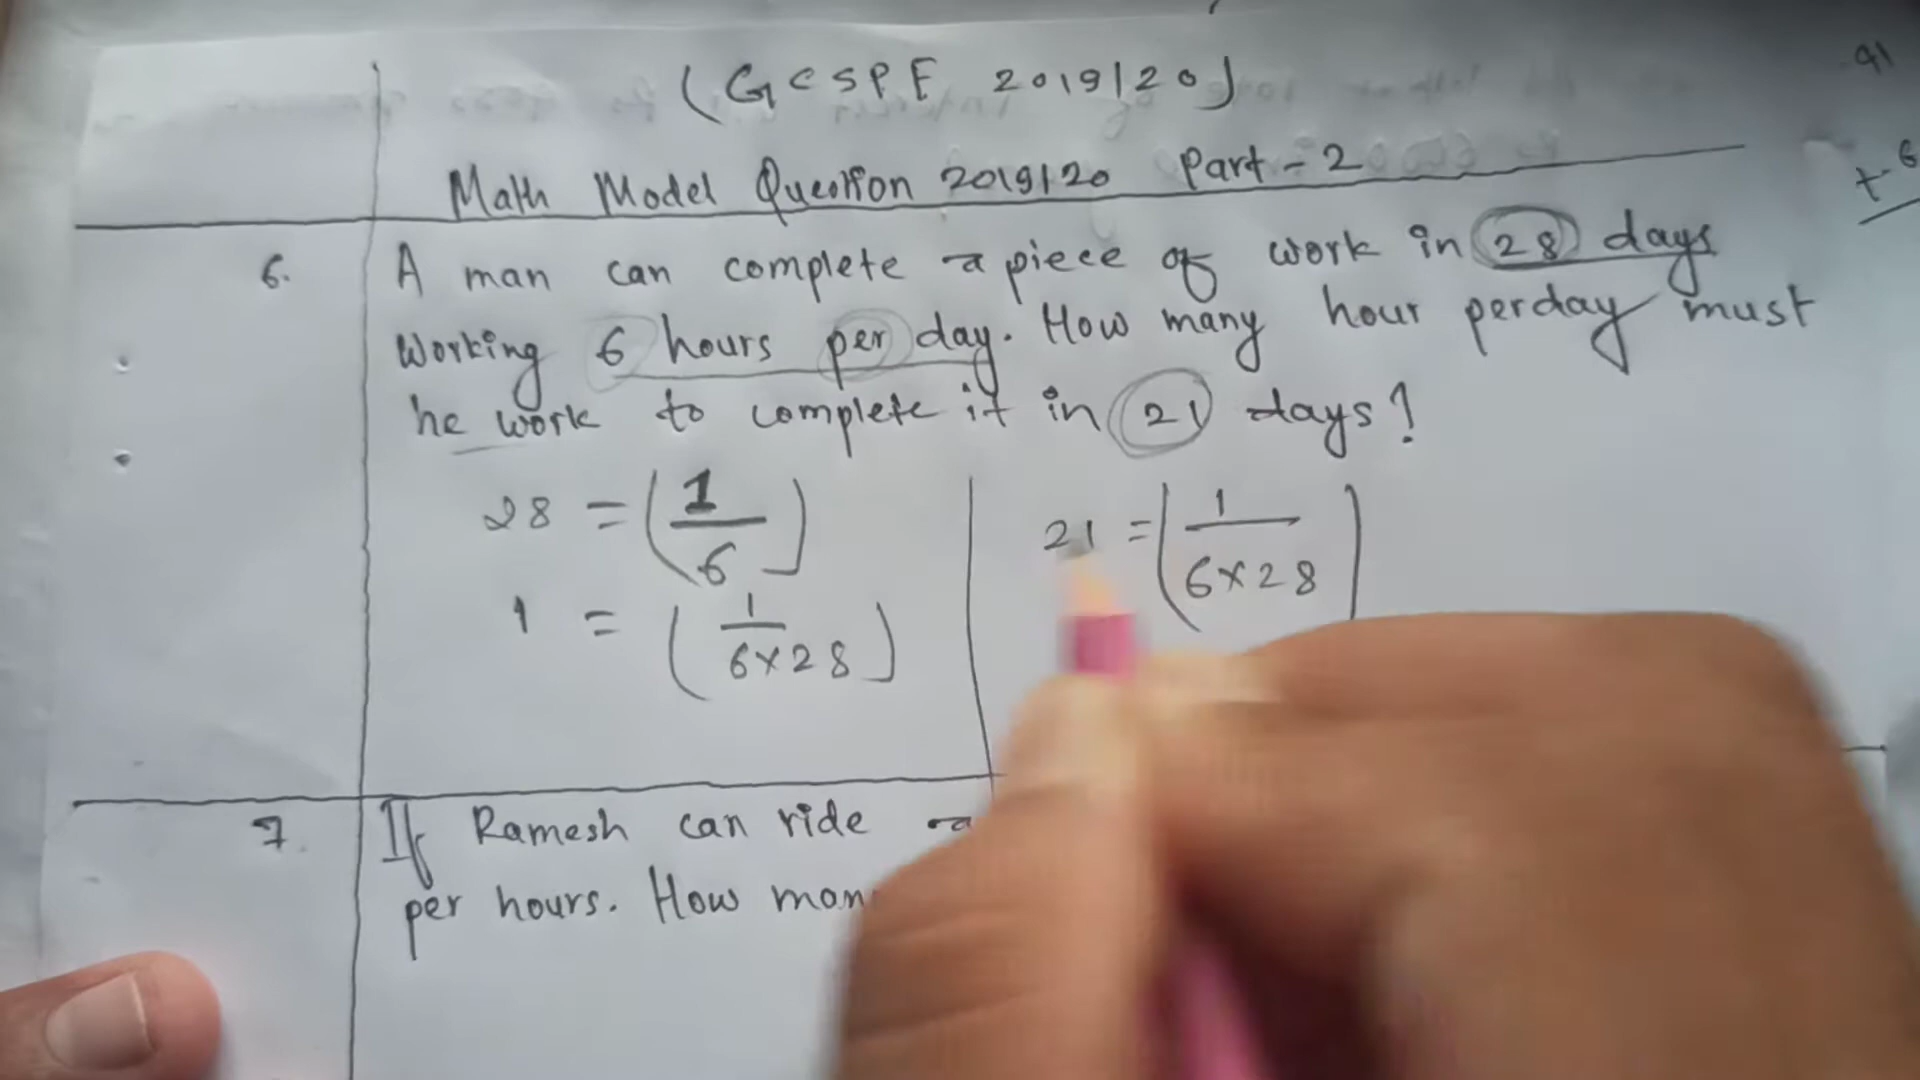 (GCSPE 2019/20)
Math Model Question 2019/20 Part-2
6. A man can complete a piece of work in 28 days
working 6 hours per day. How many hour perday must
he work to complete it in 21 days?
28 = (1/6)
1 = (1/6×28)
21 = (1/6×28)
7. If Ramesh can ride a
per hours. How